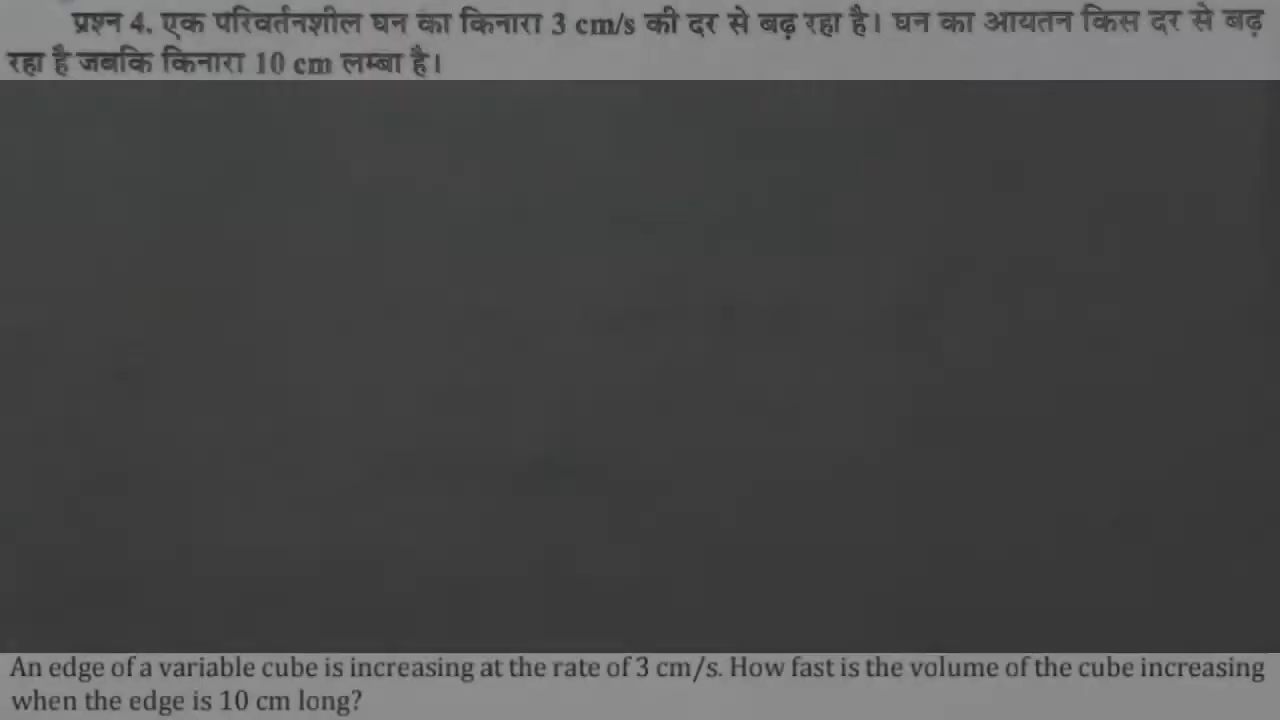 प्रश्न 4. एक परिवर्तनशील घन का किनारा 3 cm/s की दर से बढ़ रहा है। घन का आयतन किस दर से बढ़
रहा है जबकि किनारा 10 cm लम्बा है।
An edge of a variable cube is increasing at the rate of 3 cm/s. How fast is the volume of the cube increasing
when the edge is 10 cm long?